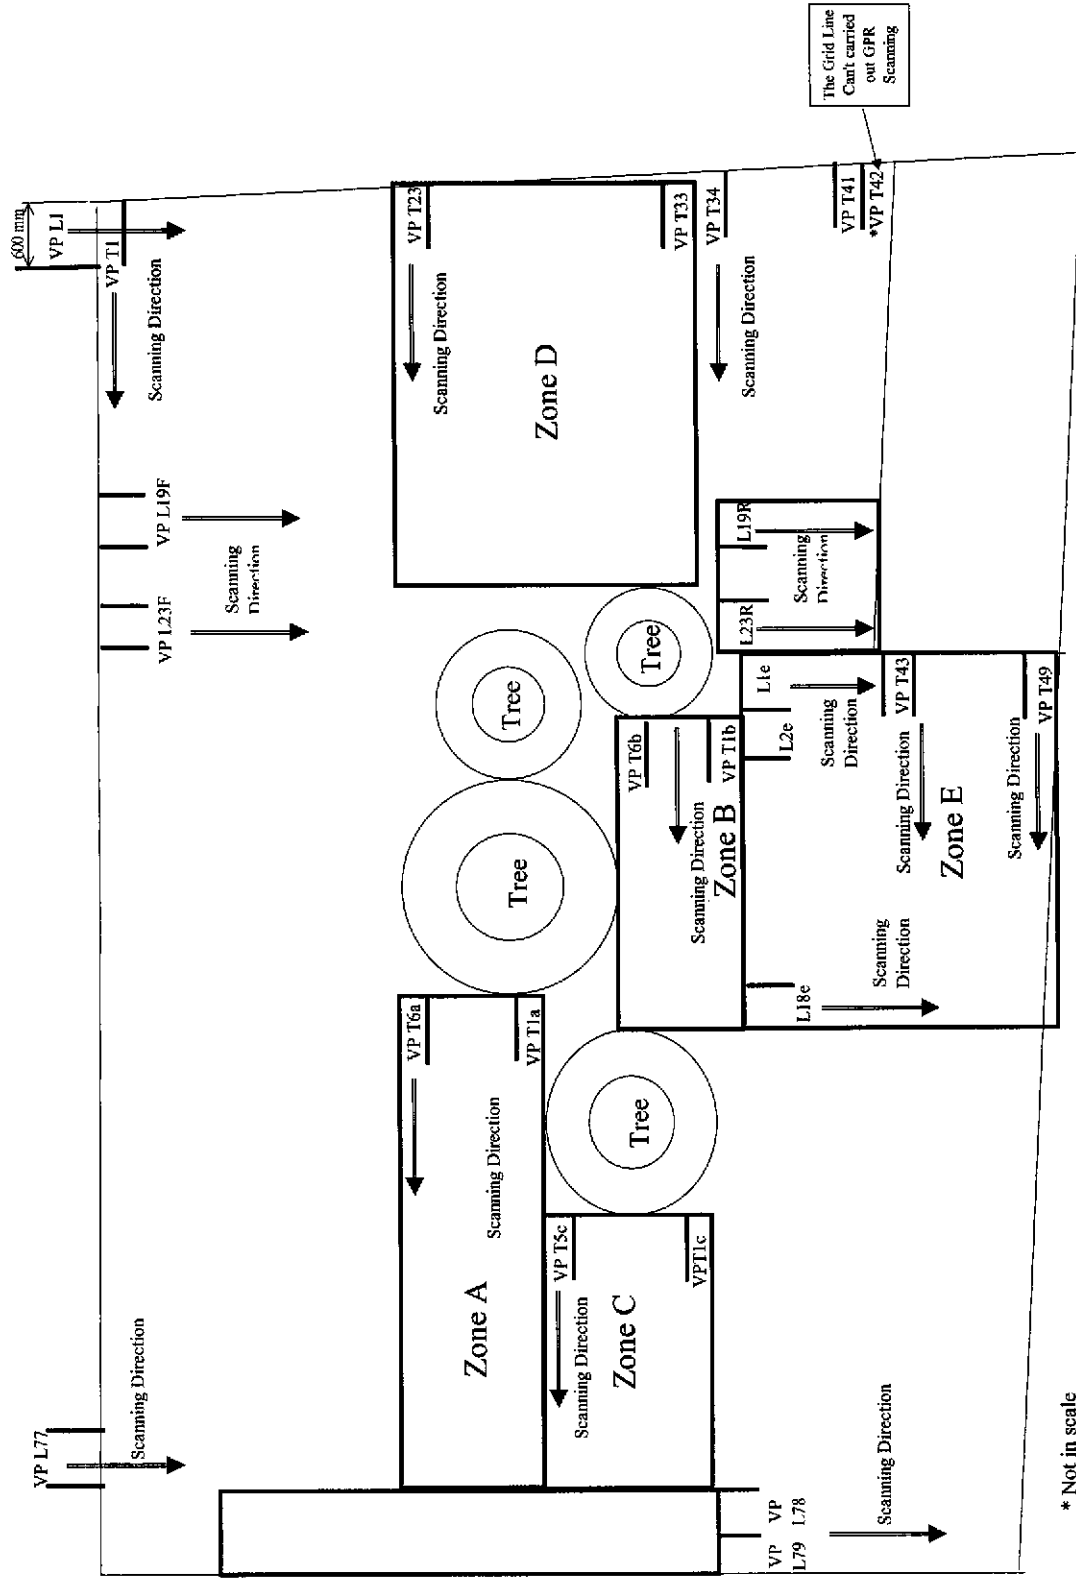 600 mm
VP L1
VP T1
Scanning Direction
VP L19F
VP L23F
Scanning
Direction
VP L77
Scanning Direction
The Grid Line
Can't carried
out GPR
Scanning
VP T23
Scanning Direction
Zone D
VP T33
VP T34
Scanning Direction
VP T41
*VP T42
L19R
L23R
Scanning
Direction
Tree
Tree
Tree
Tree
VP T6b
VP T1b
Scanning Direction
Zone B
L1e
L2e
Scanning
Direction
VP T43
Scanning Direction
Zone E
VP T49
Scanning Direction
L18e
Scanning
Direction
VP T6a
VP T1a
Scanning Direction
Zone A
VP T5c
VPT1c
Scanning Direction
Zone C
VP
L78
VP
L79
Scanning Direction
* Not in scale